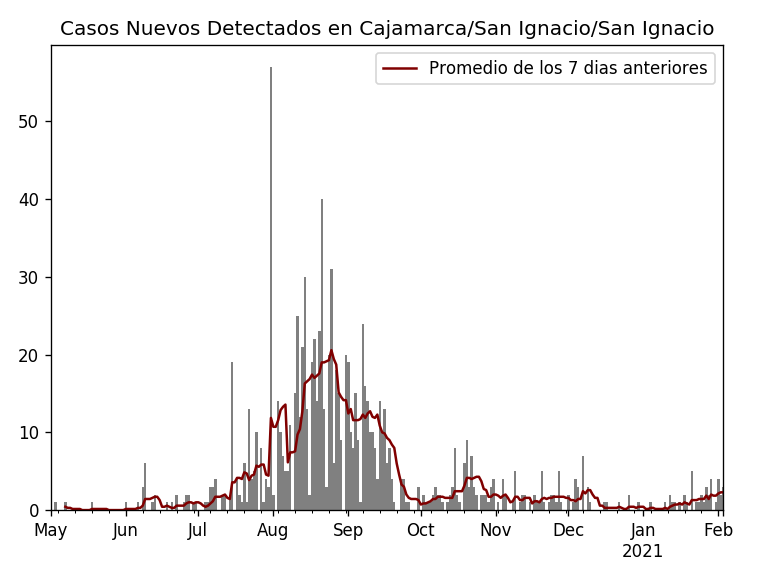 Casos Nuevos Detectados en Cajamarca/San Ignacio/San Ignacio
Promedio de los 7 dias anteriores
50
40
30
20
10
0
May Jun Jul Aug Sep Oct Nov Dec Jan Feb
2021